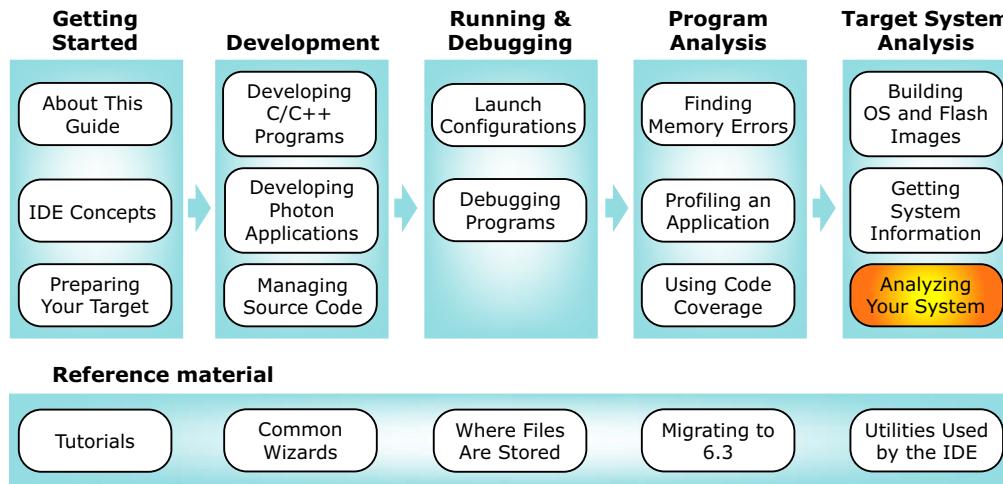 Getting
Started
Development
Running &
Debugging
Program
Analysis
Target System
Analysis
About This
Guide
IDE Concepts
Preparing
Your Target
Developing
C/C++
Programs
Developing
Photon
Applications
Managing
Source Code
Launch
Configurations
Debugging
Programs
Finding
Memory Errors
Profiling an
Application
Using Code
Coverage
Building
OS and Flash
Images
Getting
System
Information
Analyzing
Your System
Reference material
Tutorials
Common
Wizards
Where Files
Are Stored
Migrating to
6.3
Utilities Used
by the IDE